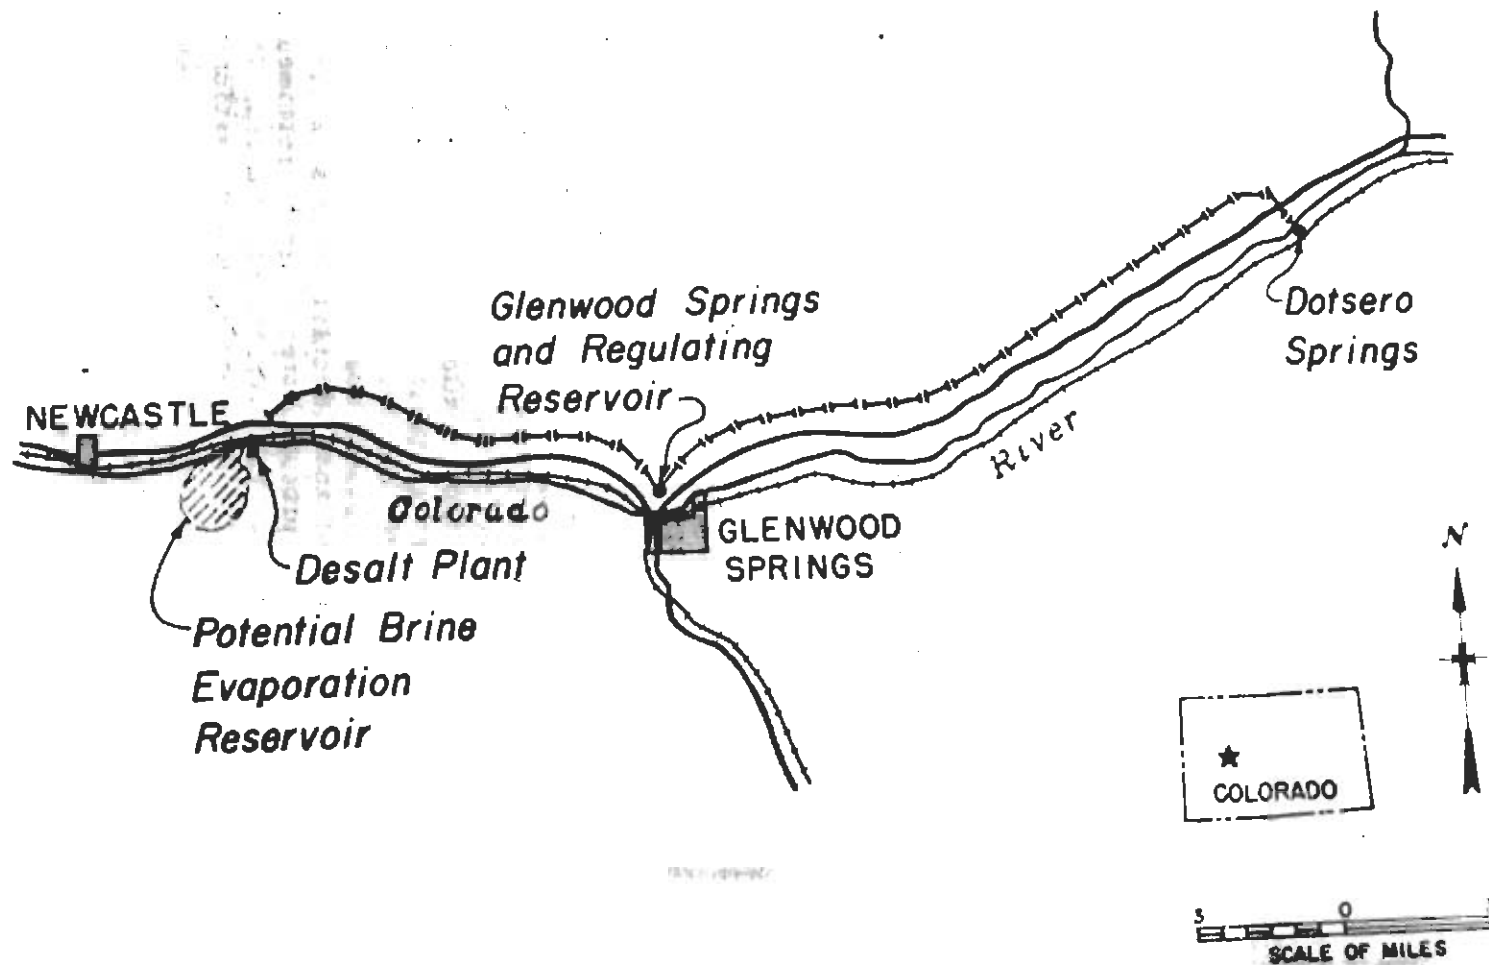 Glenwood Springs
and Regulating
Reservoir
Dotsero
Springs
NEWCASTLE
River
Colorado
GLENWOOD
SPRINGS
Desalt Plant
Potential Brine
Evaporation
Reservoir
N
COLORADO
5 0
SCALE OF MILES